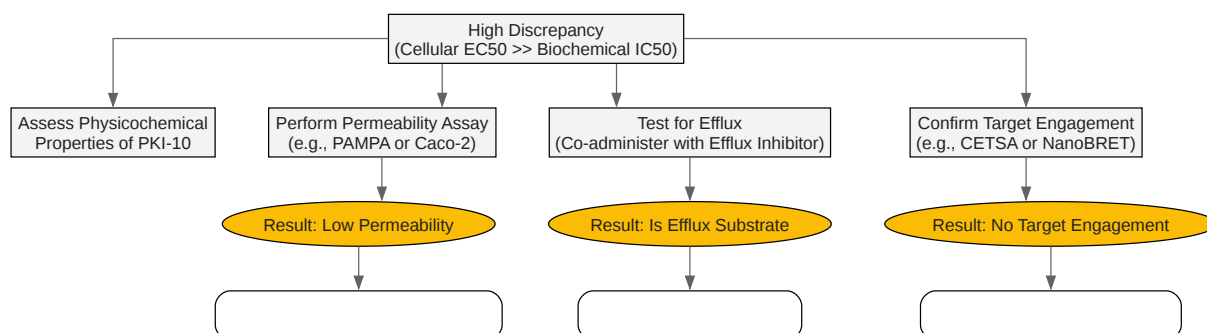 High Discrepancy
(Cellular EC50 >> Biochemical IC50)
Assess Physicochemical
Properties of PKI-10
Perform Permeability Assay
(e.g., PAMPA or Caco-2)
Test for Efflux
(Co-administer with Efflux Inhibitor)
Confirm Target Engagement
(e.g., CETSA or NanoBRET)
Result: Low Permeability
Result: Is Efflux Substrate
Result: No Target Engagement